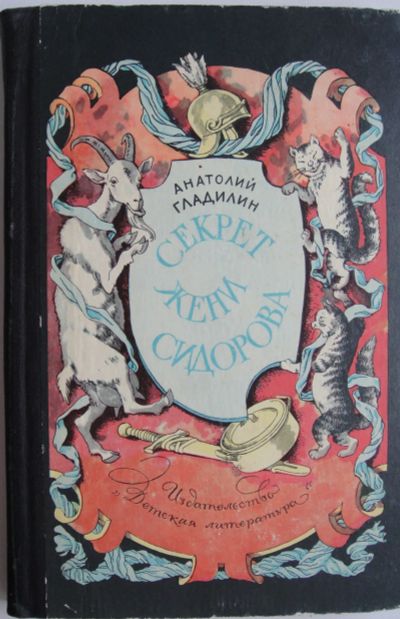 АНАТОЛИЙ
ГЛАДИЛИН
СЕКРЕТ
ЖЕНИ
СИДОРОВА
Издательство
„Детская литература“